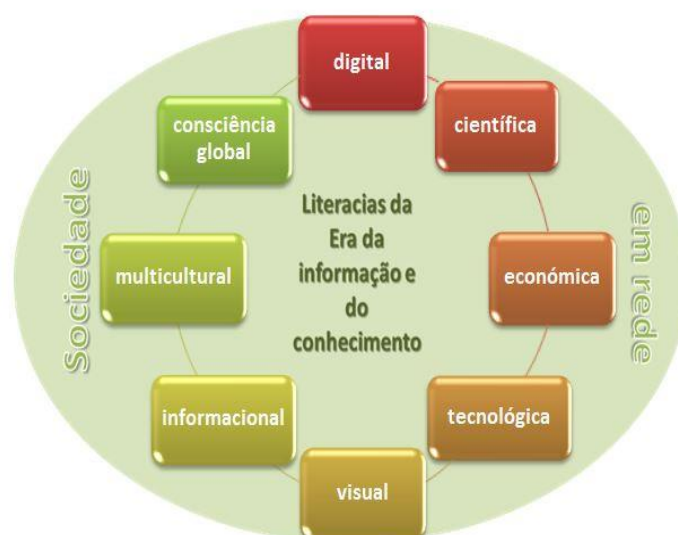 digital
científica
económica
tecnológica
visual
informacional
multicultural
consciência
global
Literacias da
Era da
informação e
do
conhecimento
Sociedade
em rede